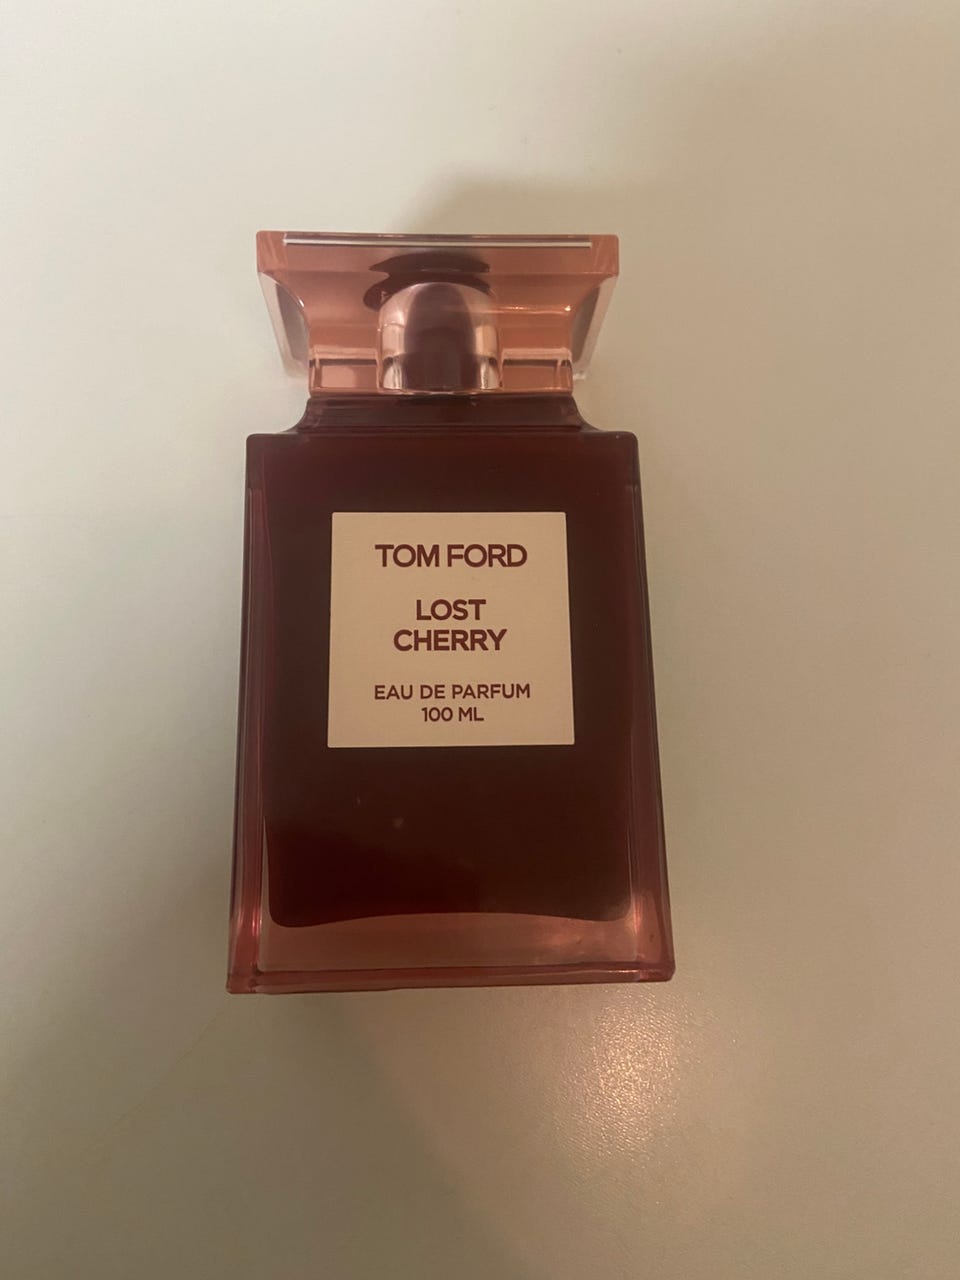 TOM FORD
LOST
CHERRY
EAU DE PARFUM
100 ML